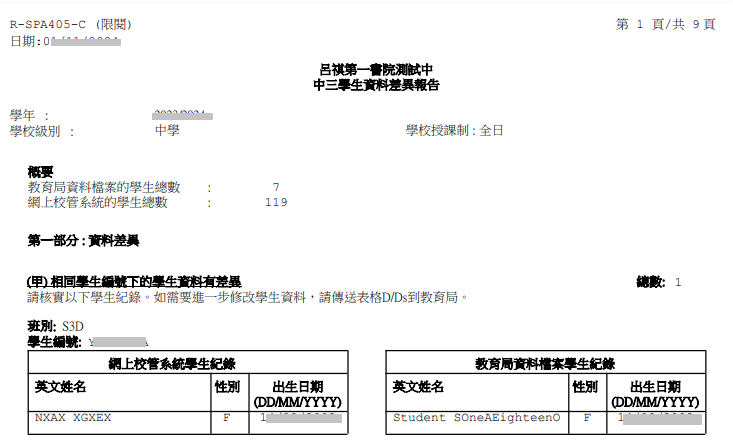 R-SPA405-C (限閱) 第 1 頁/共 9 頁
日期:
呂祺第一書院測試中
中三學生資料差異報告
學年 :
學校級別 : 中學 學校授課制 : 全日
概要
教育局資料檔案的學生總數 : 7
網上校管系統的學生總數 : 119
第一部分 : 資料差異
(甲) 相同學生編號下的學生資料有差異 總數: 1
請核實以下學生紀錄。如需要進一步修改學生資料,請傳送表格D/Ds到教育局。
班別: S3D
學生編號:
網上校管系統學生紀錄 教育局資料檔案學生紀錄
英文姓名 性別 出生日期 英文姓名 性別 出生日期
(DD/MM/YYYY) (DD/MM/YYYY)
NXAX XGXEX F Student SOneAEighteenO F